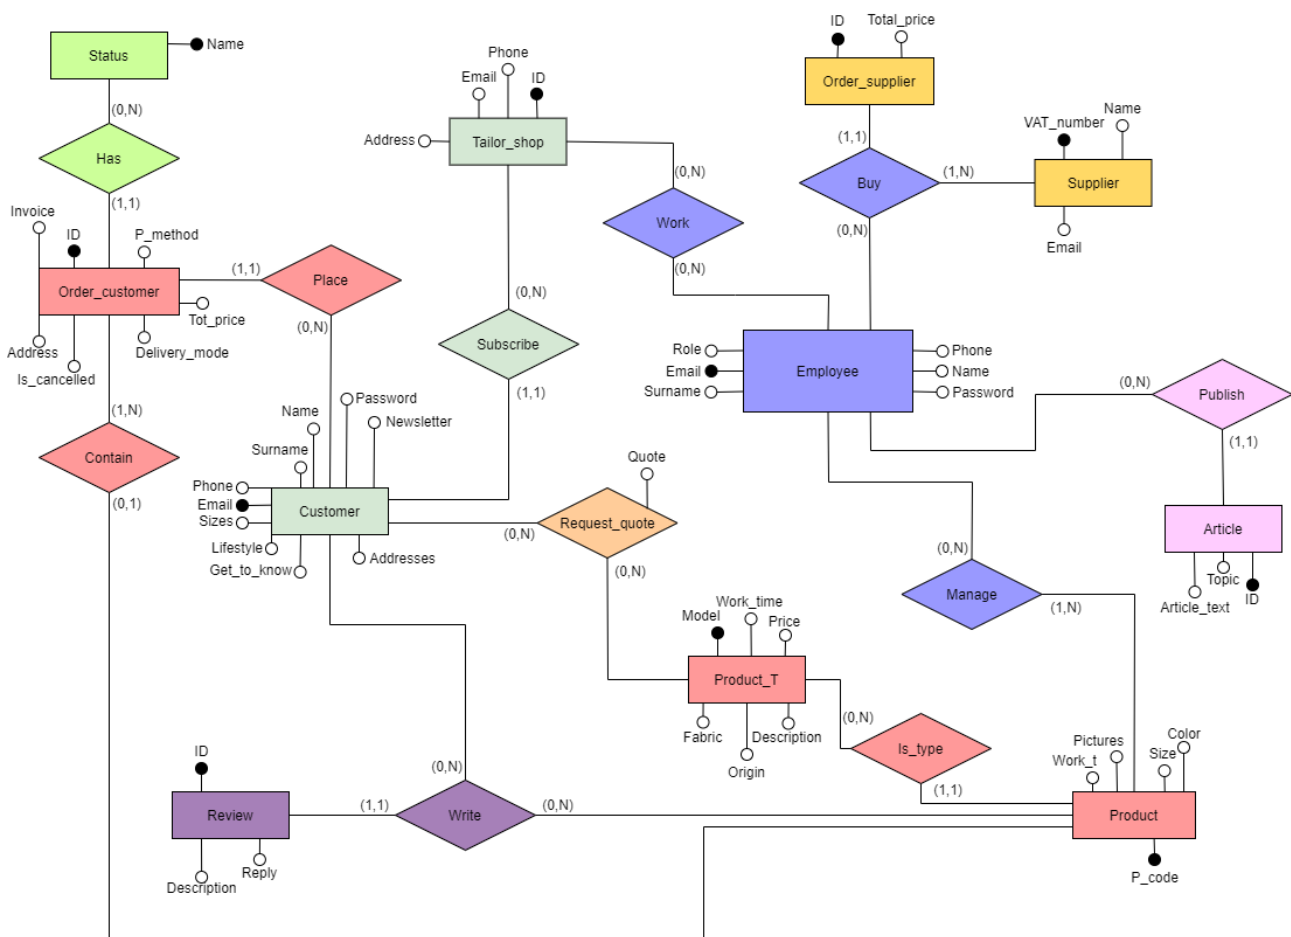 ID
Total_price
Status
Name
Phone
Email
ID
Order_supplier
(0,N)
Address
Tailor_shop
VAT_number
Name
(1,1)
Has
(0,N)
Buy
(1,N)
Supplier
(1,1)
Invoice
ID
P_method
Work
(0,N)
Email
(1,1)
Place
(0,N)
Order_customer
(0,N)
Tot_price
(0,N)
Address
Delivery_mode
Is_cancelled
Subscribe
Role
Phone
Email
Employee
Name
Surname
Password
(0,N)
Publish
(1,1)
(1,N)
Name
Password
Newsletter
(1,1)
Contain
Surname
Quote
(0,1)
Phone
Email
Sizes
Customer
(0,N)
Request_quote
Article
Lifestyle
Addresses
Get_to_know
(0,N)
(0,N)
Topic
Article_text
ID
Manage
(1,N)
Model
Work_time
Price
Product_T
(0,N)
Fabric
Description
Origin
Is_type
Color
Pictures
Size
Work_t
ID
(0,N)
(1,1)
Review
(1,1)
Write
(0,N)
Product
Reply
Description
P_code